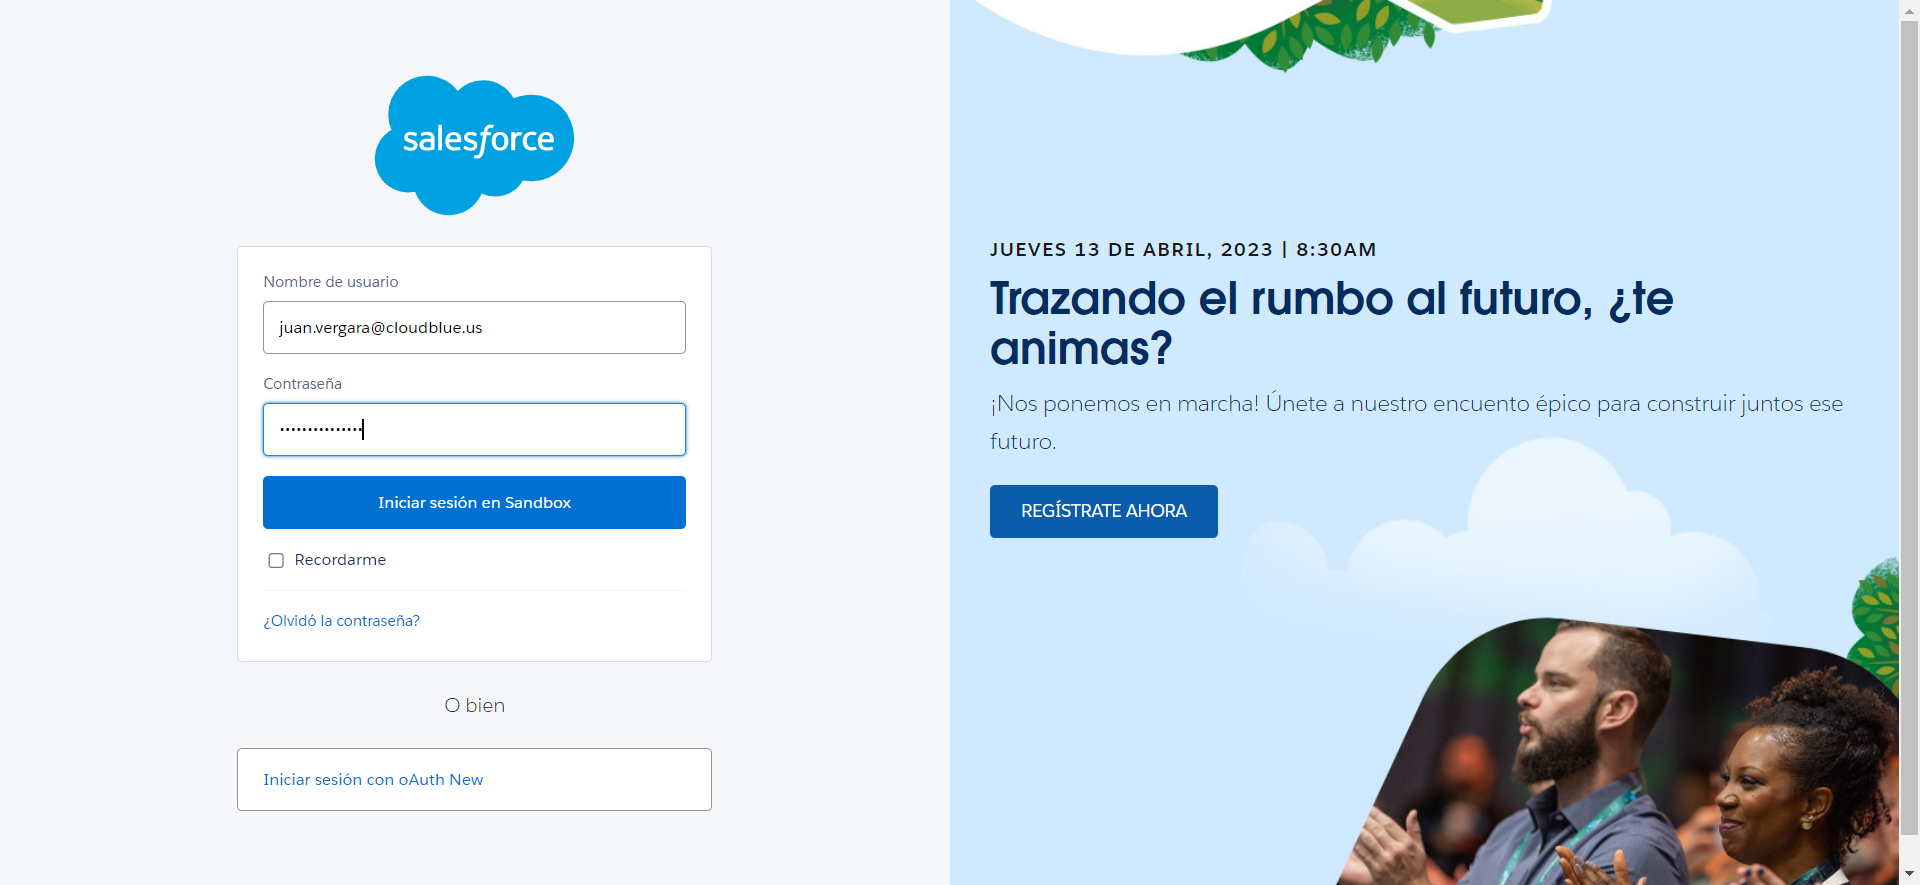 salesforce
Nombre de usuario
juan.vergara@cloudblue.us
Contraseña
Iniciar sesión en Sandbox
Recordarme
¿Olvidó la contraseña?
O bien
Iniciar sesión con oAuth New
JUEVES 13 DE ABRIL, 2023 | 8:30AM
Trazando el rumbo al futuro, ¿te
animas?
¡Nos ponemos en marcha! Únete a nuestro encuento épico para construir juntos ese
futuro.
REGÍSTRATE AHORA